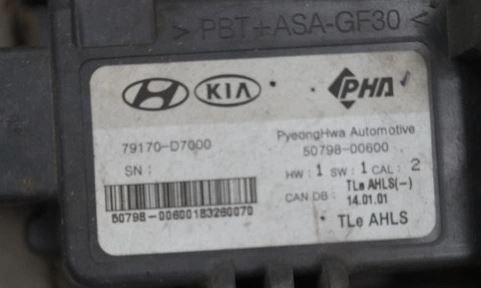 > PBT+ASA-GF30 <
KIA
PHA
79170-D7000
PyeongHwa Automotive
50798-00600
SN :
HW : 1 SW : 1 CAL : 2
CAN DB : TLe AHLS(-)
14.01.01
50798-00600183260070
TLe AHLS